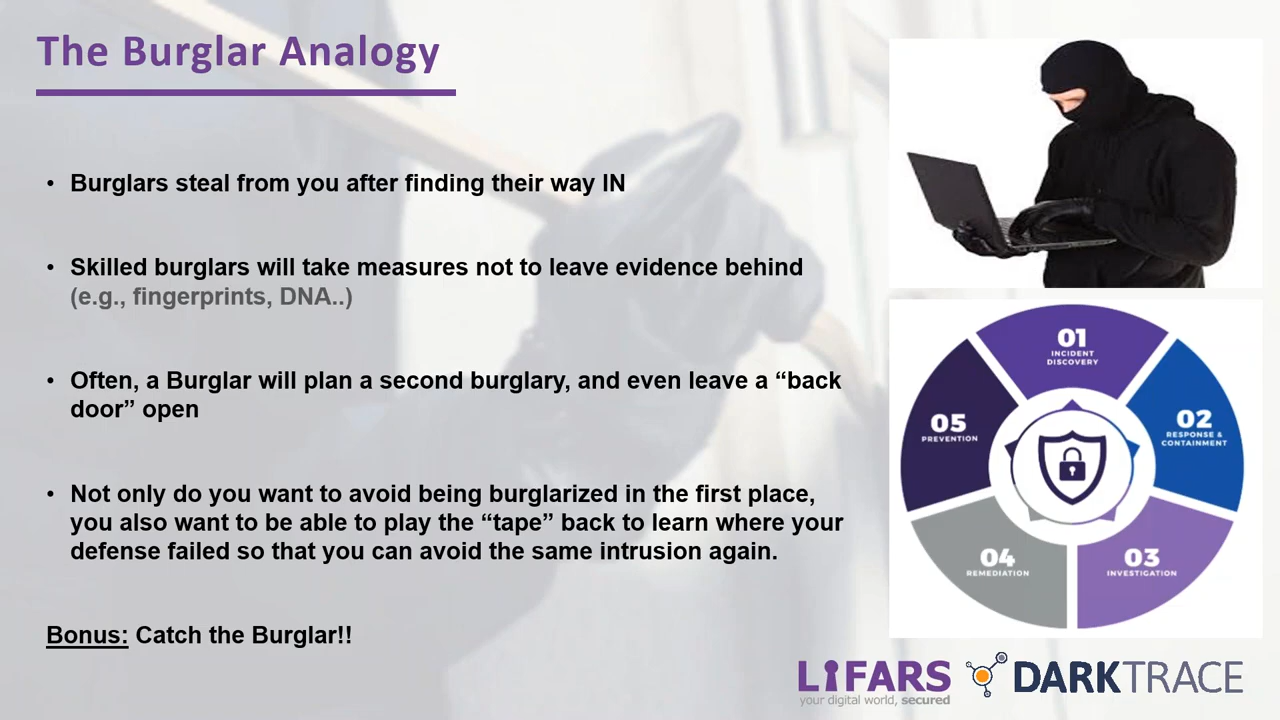 The Burglar Analogy
• Burglars steal from you after finding their way IN
• Skilled burglars will take measures not to leave evidence behind
(e.g., fingerprints, DNA..)
• Often, a Burglar will plan a second burglary, and even leave a “back
door” open
• Not only do you want to avoid being burglarized in the first place,
you also want to be able to play the “tape” back to learn where your
defense failed so that you can avoid the same intrusion again.
Bonus: Catch the Burglar!!
01
INCIDENT
DISCOVERY
02
RESPONSE &
CONTAINMENT
03
INVESTIGATION
04
REMEDIATION
05
PREVENTION
LIFARS
your digital world, secured
DARKTRACE